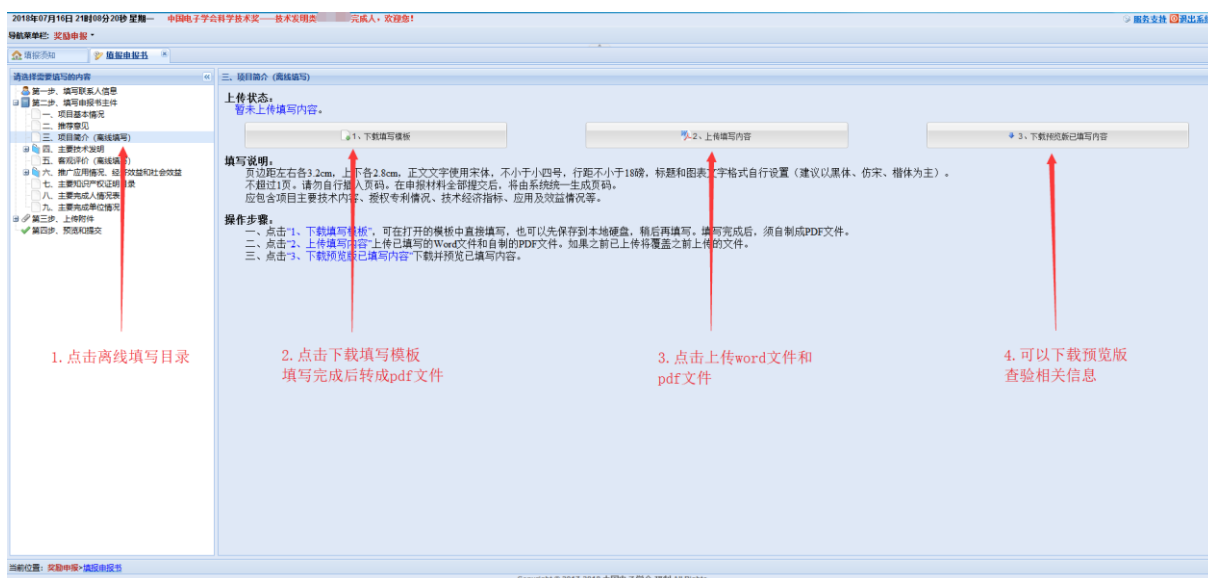 2018年07月16日 21时08分20秒 星期一 中国电子学会科学技术奖——技术发明类 完成人，欢迎您！ 服务支持 退出系统
导航菜单栏: 奖励申报
填报须知 填报申报书
请选择需要填写的内容
第一步、填写联系人信息
第二步、填写申报书主件
一、项目基本情况
二、推荐意见
三、项目简介（离线填写）
四、主要技术发明
五、客观评价（离线填写）
六、推广应用情况、经济效益和社会效益
七、主要知识产权证明目录
八、主要完成人情况表
九、主要完成单位情况
第三步、上传附件
第四步、预览和提交
三、项目简介（离线填写）
上传状态：
暂未上传填写内容。
1、下载填写模板 2、上传填写内容 3、下载预览版已填写内容
填写说明：
页边距左右各3.2cm，上下各2.8cm，正文文字使用宋体，不小于小四号，行距不小于18磅，标题和图表文字格式自行设置（建议以黑体、仿宋、楷体为主）。
不超过1页。请勿自行插入页码。在申报材料全部提交后，将由系统统一生成页码。
应包含项目主要技术内容、授权专利情况、技术经济指标、应用及效益情况等。
操作步骤：
一、点击"1、下载填写模板"，可在打开的模板中直接填写，也可以先保存到本地硬盘，稍后再填写。填写完成后，须自制成PDF文件。
二、点击"2、上传填写内容"上传已填写的Word文件和自制的PDF文件。如果之前已上传将覆盖之前上传的文件。
三、点击"3、下载预览版已填写内容"下载并预览已填写内容。
1.点击离线填写目录
2.点击下载填写模板
填写完成后转成pdf文件
3.点击上传word文件和
pdf文件
4.可以下载预览版
查验相关信息
当前位置: 奖励申报>填报申报书